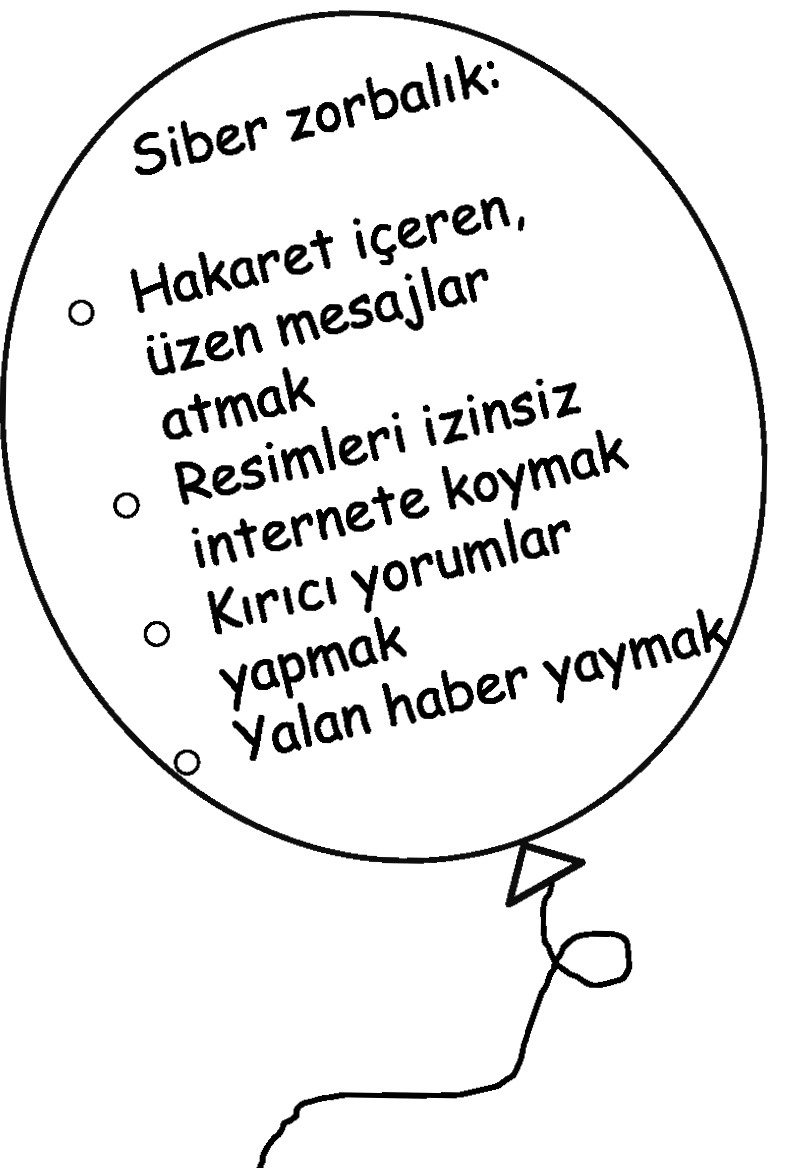 Siber zorbalık:
Hakaret içeren,
üzen mesajlar
atmak
Resimleri izinsiz
internete koymak
Kırıcı yorumlar
yapmak
Yalan haber yaymak